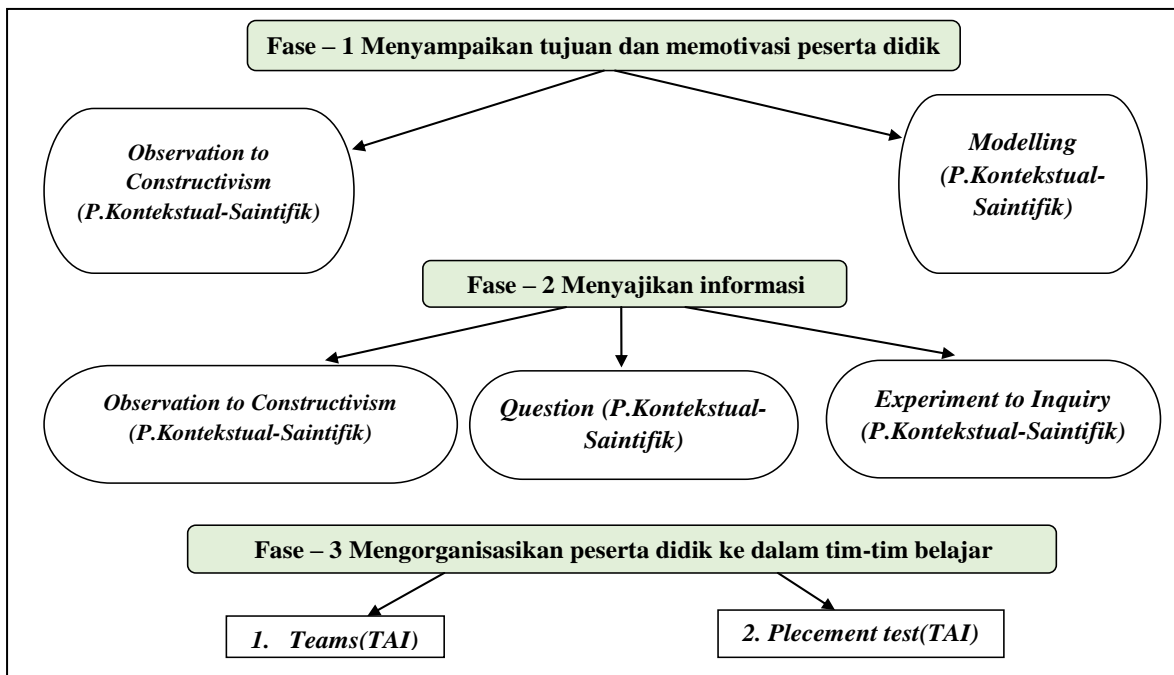 Fase – 1 Menyampaikan tujuan dan memotivasi peserta didik
Observation to
Constructivism
(P.Kontekstual-Saintifik)
Modelling
(P.Kontekstual-
Saintifik)
Fase – 2 Menyajikan informasi
Observation to Constructivism
(P.Kontekstual-Saintifik)
Question (P.Kontekstual-
Saintifik)
Experiment to Inquiry
(P.Kontekstual-Saintifik)
Fase – 3 Mengorganisasikan peserta didik ke dalam tim-tim belajar
1. Teams(TAI)
2. Plecement test(TAI)